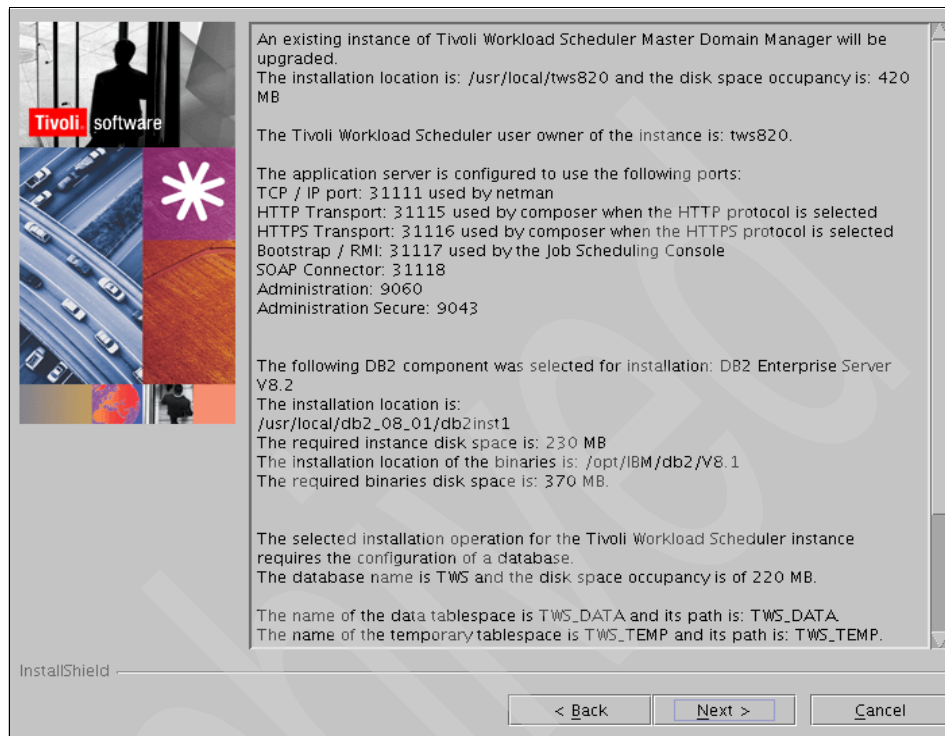 Tivoli. software
An existing instance of Tivoli Workload Scheduler Master Domain Manager will be
upgraded.
The installation location is: /usr/local/tws820 and the disk space occupancy is: 420
MB
The Tivoli Workload Scheduler user owner of the instance is: tws820.
The application server is configured to use the following ports:
TCP / IP port: 31111 used by netman
HTTP Transport: 31115 used by composer when the HTTP protocol is selected
HTTPS Transport: 31116 used by composer when the HTTPS protocol is selected
Bootstrap / RMI: 31117 used by the Job Scheduling Console
SOAP Connector: 31118
Administration: 9060
Administration Secure: 9043
The following DB2 component was selected for installation: DB2 Enterprise Server
V8.2
The installation location is:
/usr/local/db2_08_01/db2inst1
The required instance disk space is: 230 MB
The installation location of the binaries is: /opt/IBM/db2/V8.1
The required binaries disk space is: 370 MB.
The selected installation operation for the Tivoli Workload Scheduler instance
requires the configuration of a database.
The database name is TWS and the disk space occupancy is of 220 MB.
The name of the data tablespace is TWS_DATA and its path is: TWS_DATA.
The name of the temporary tablespace is TWS_TEMP and its path is: TWS_TEMP.
InstallShield
< Back
Next >
Cancel